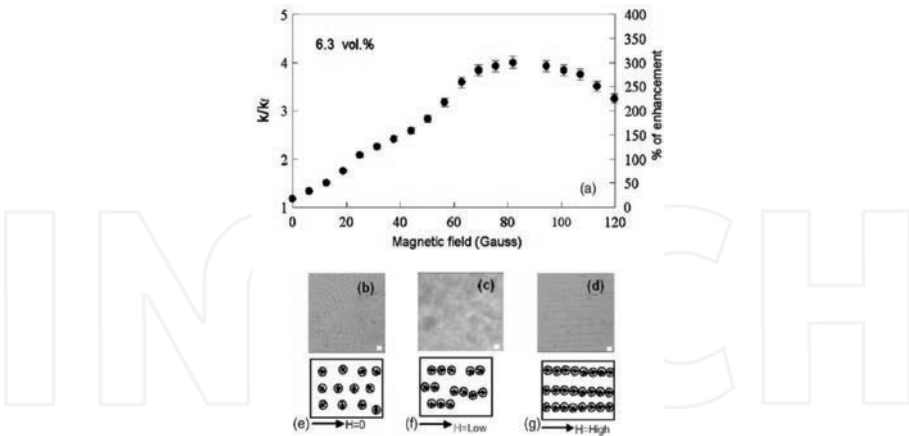 5 400
6.3 vol.% 350
4 300
250
3 200
k/kf % of enhancement
150
2 100
(a) 50
1 0
0 20 40 60 80 100 120
Magnetic field (Gauss)
INTECH
(b) (c) (d)
(e) H=0 (f) H=Low (g) H=High